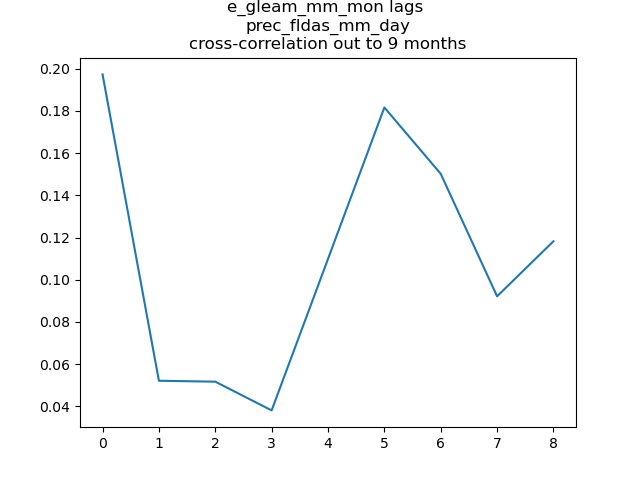 e_gleam_mm_mon lags
prec_fldas_mm_day
cross-correlation out to 9 months
0.20
0.18
0.16
0.14
0.12
0.10
0.08
0.06
0.04
0 1 2 3 4 5 6 7 8